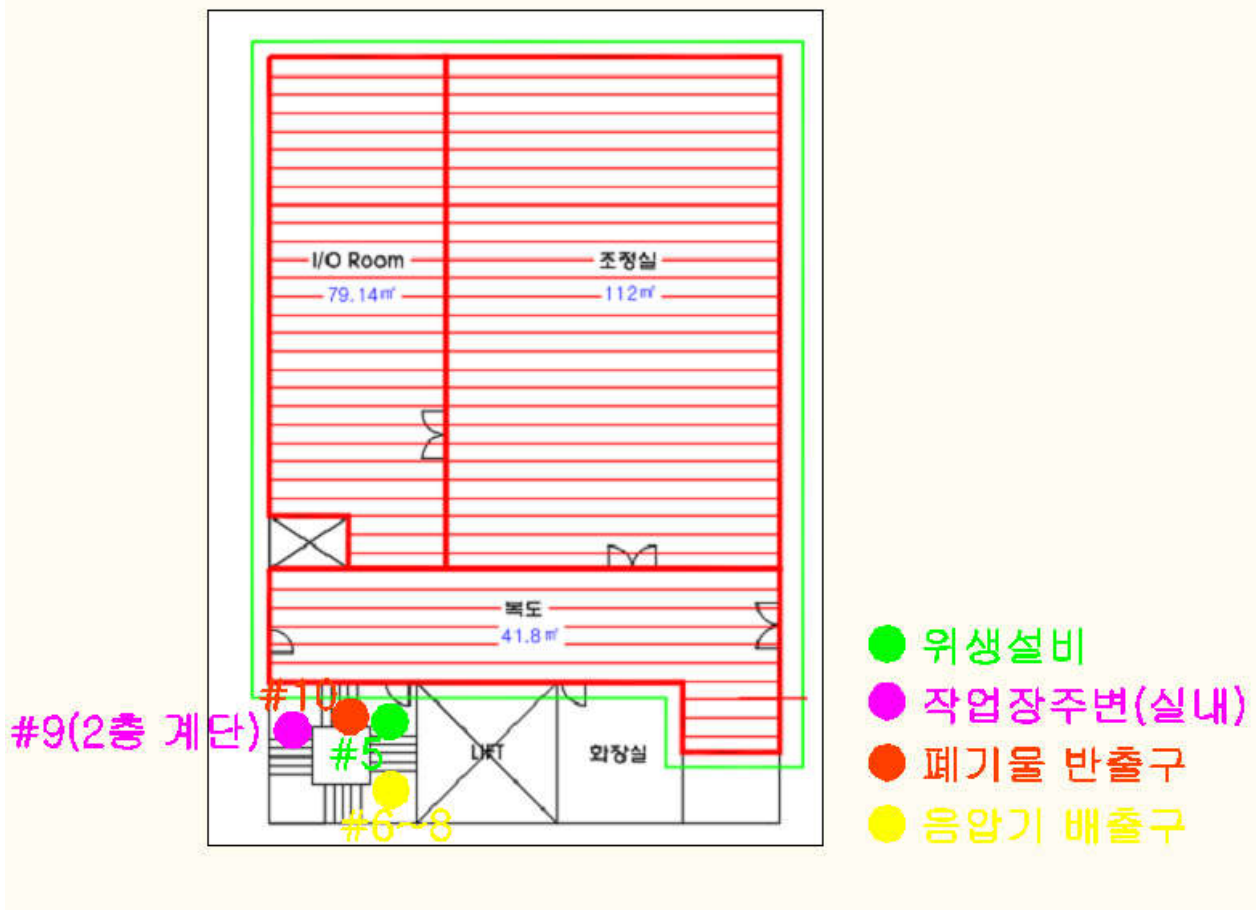 I/O Room
79.14㎡
조정실
112㎡
복도
41.8㎡
#10
#9(2층 계단)
#5
#6~8
LIFT
화장실
위생설비
작업장주변(실내)
폐기물 반출구
음압기 배출구